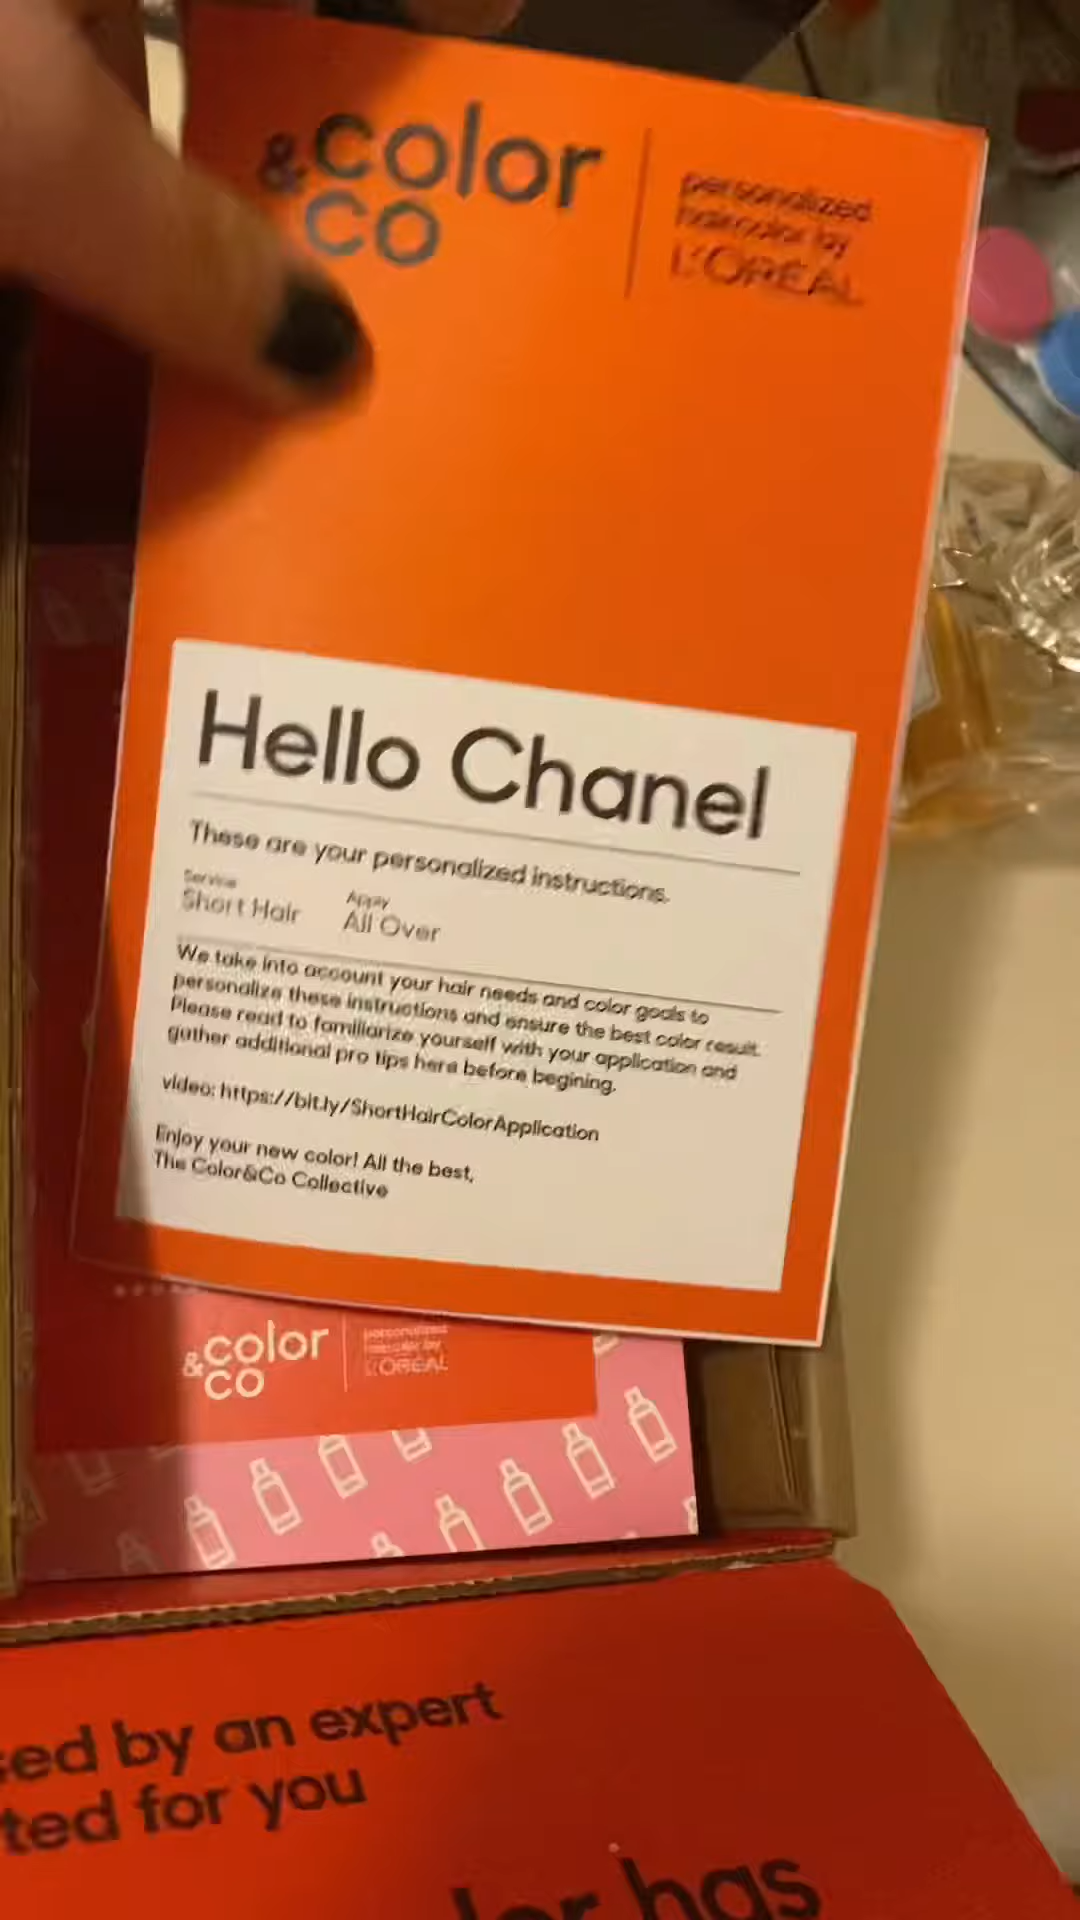 &color
co
personalized
haircolor by
L'ORÉAL
Hello Chanel
These are your personalized instructions.
Service
Short Hair
Apply
All Over
We take into account your hair needs and color goals to
personalize these instructions and ensure the best color result.
Please read to familiarize yourself with your application and
gather additional pro tips here before begining.
video: https://bit.ly/ShortHairColorApplication
Enjoy your new color! All the best,
The Color&Co Collective
&color
co
personalized
haircolor by
L'ORÉAL
sed by an expert
ted for you
lor has